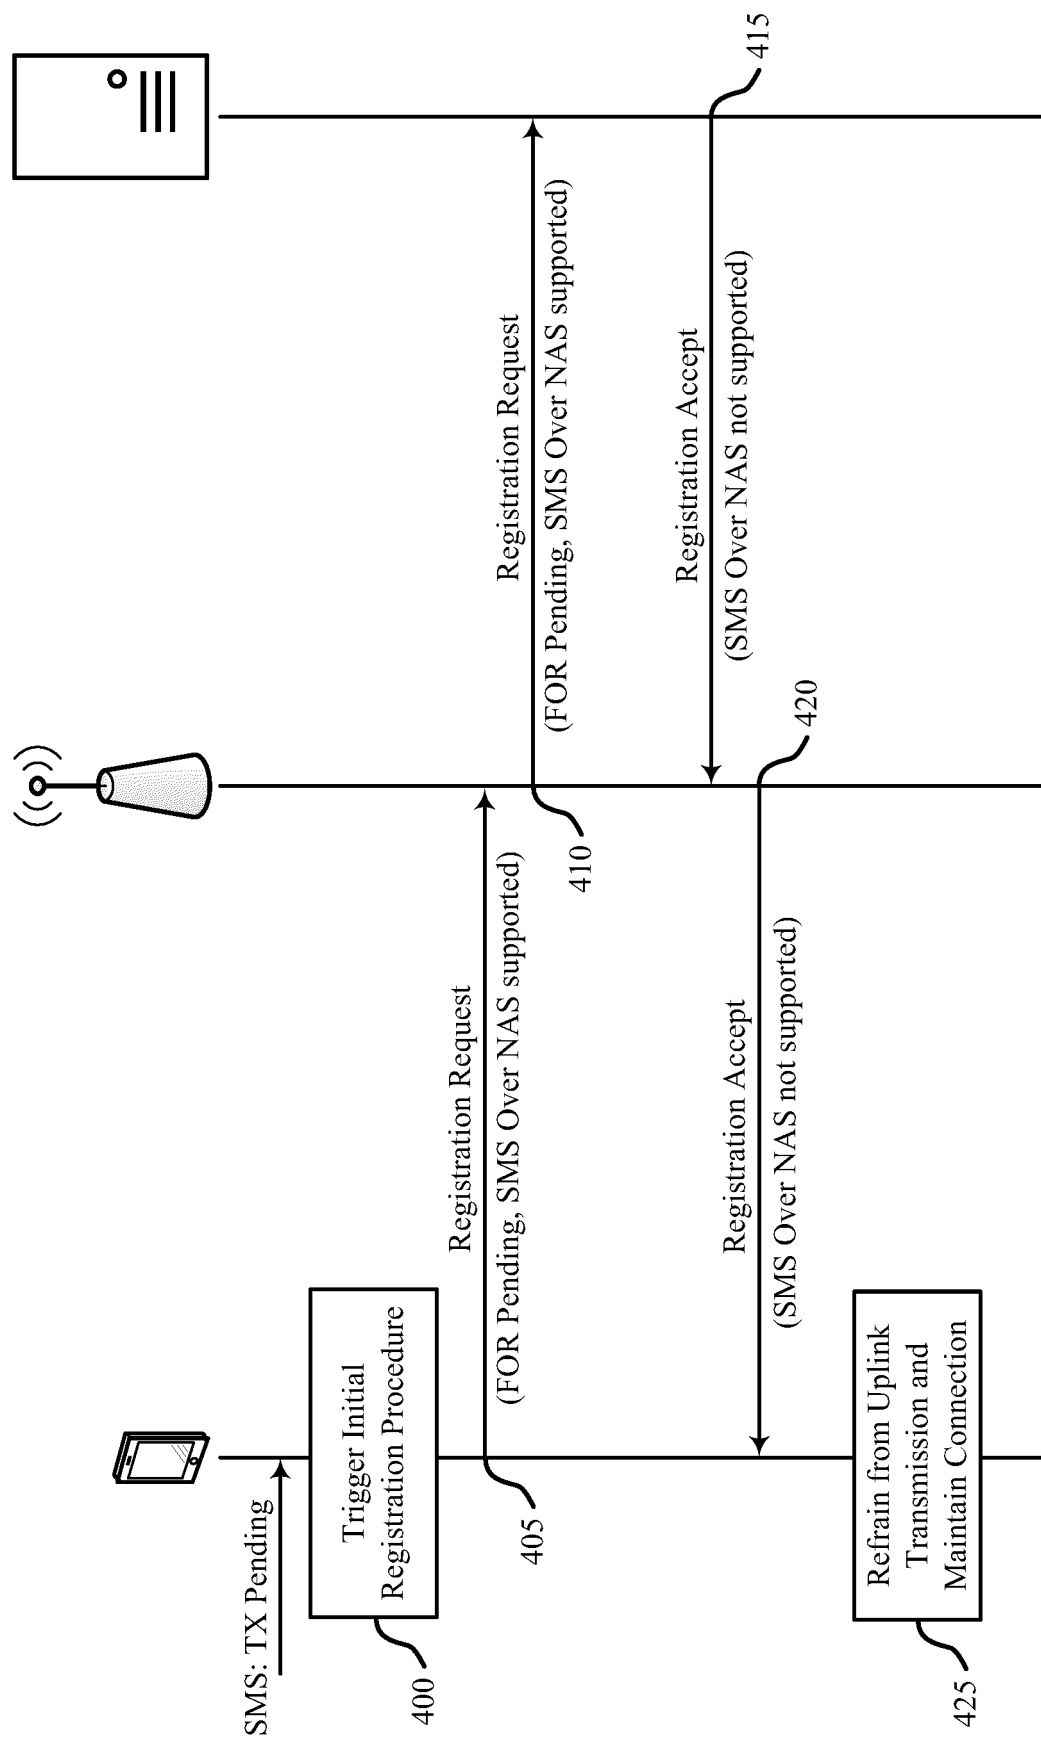 SMS: TX Pending
Trigger Initial
Registration Procedure
400
Registration Request
(FOR Pending, SMS Over NAS supported)
405
Registration Request
(FOR Pending, SMS Over NAS supported)
410
Registration Accept
(SMS Over NAS not supported)
415
Registration Accept
(SMS Over NAS not supported)
420
Refrain from Uplink
Transmission and
Maintain Connection
425